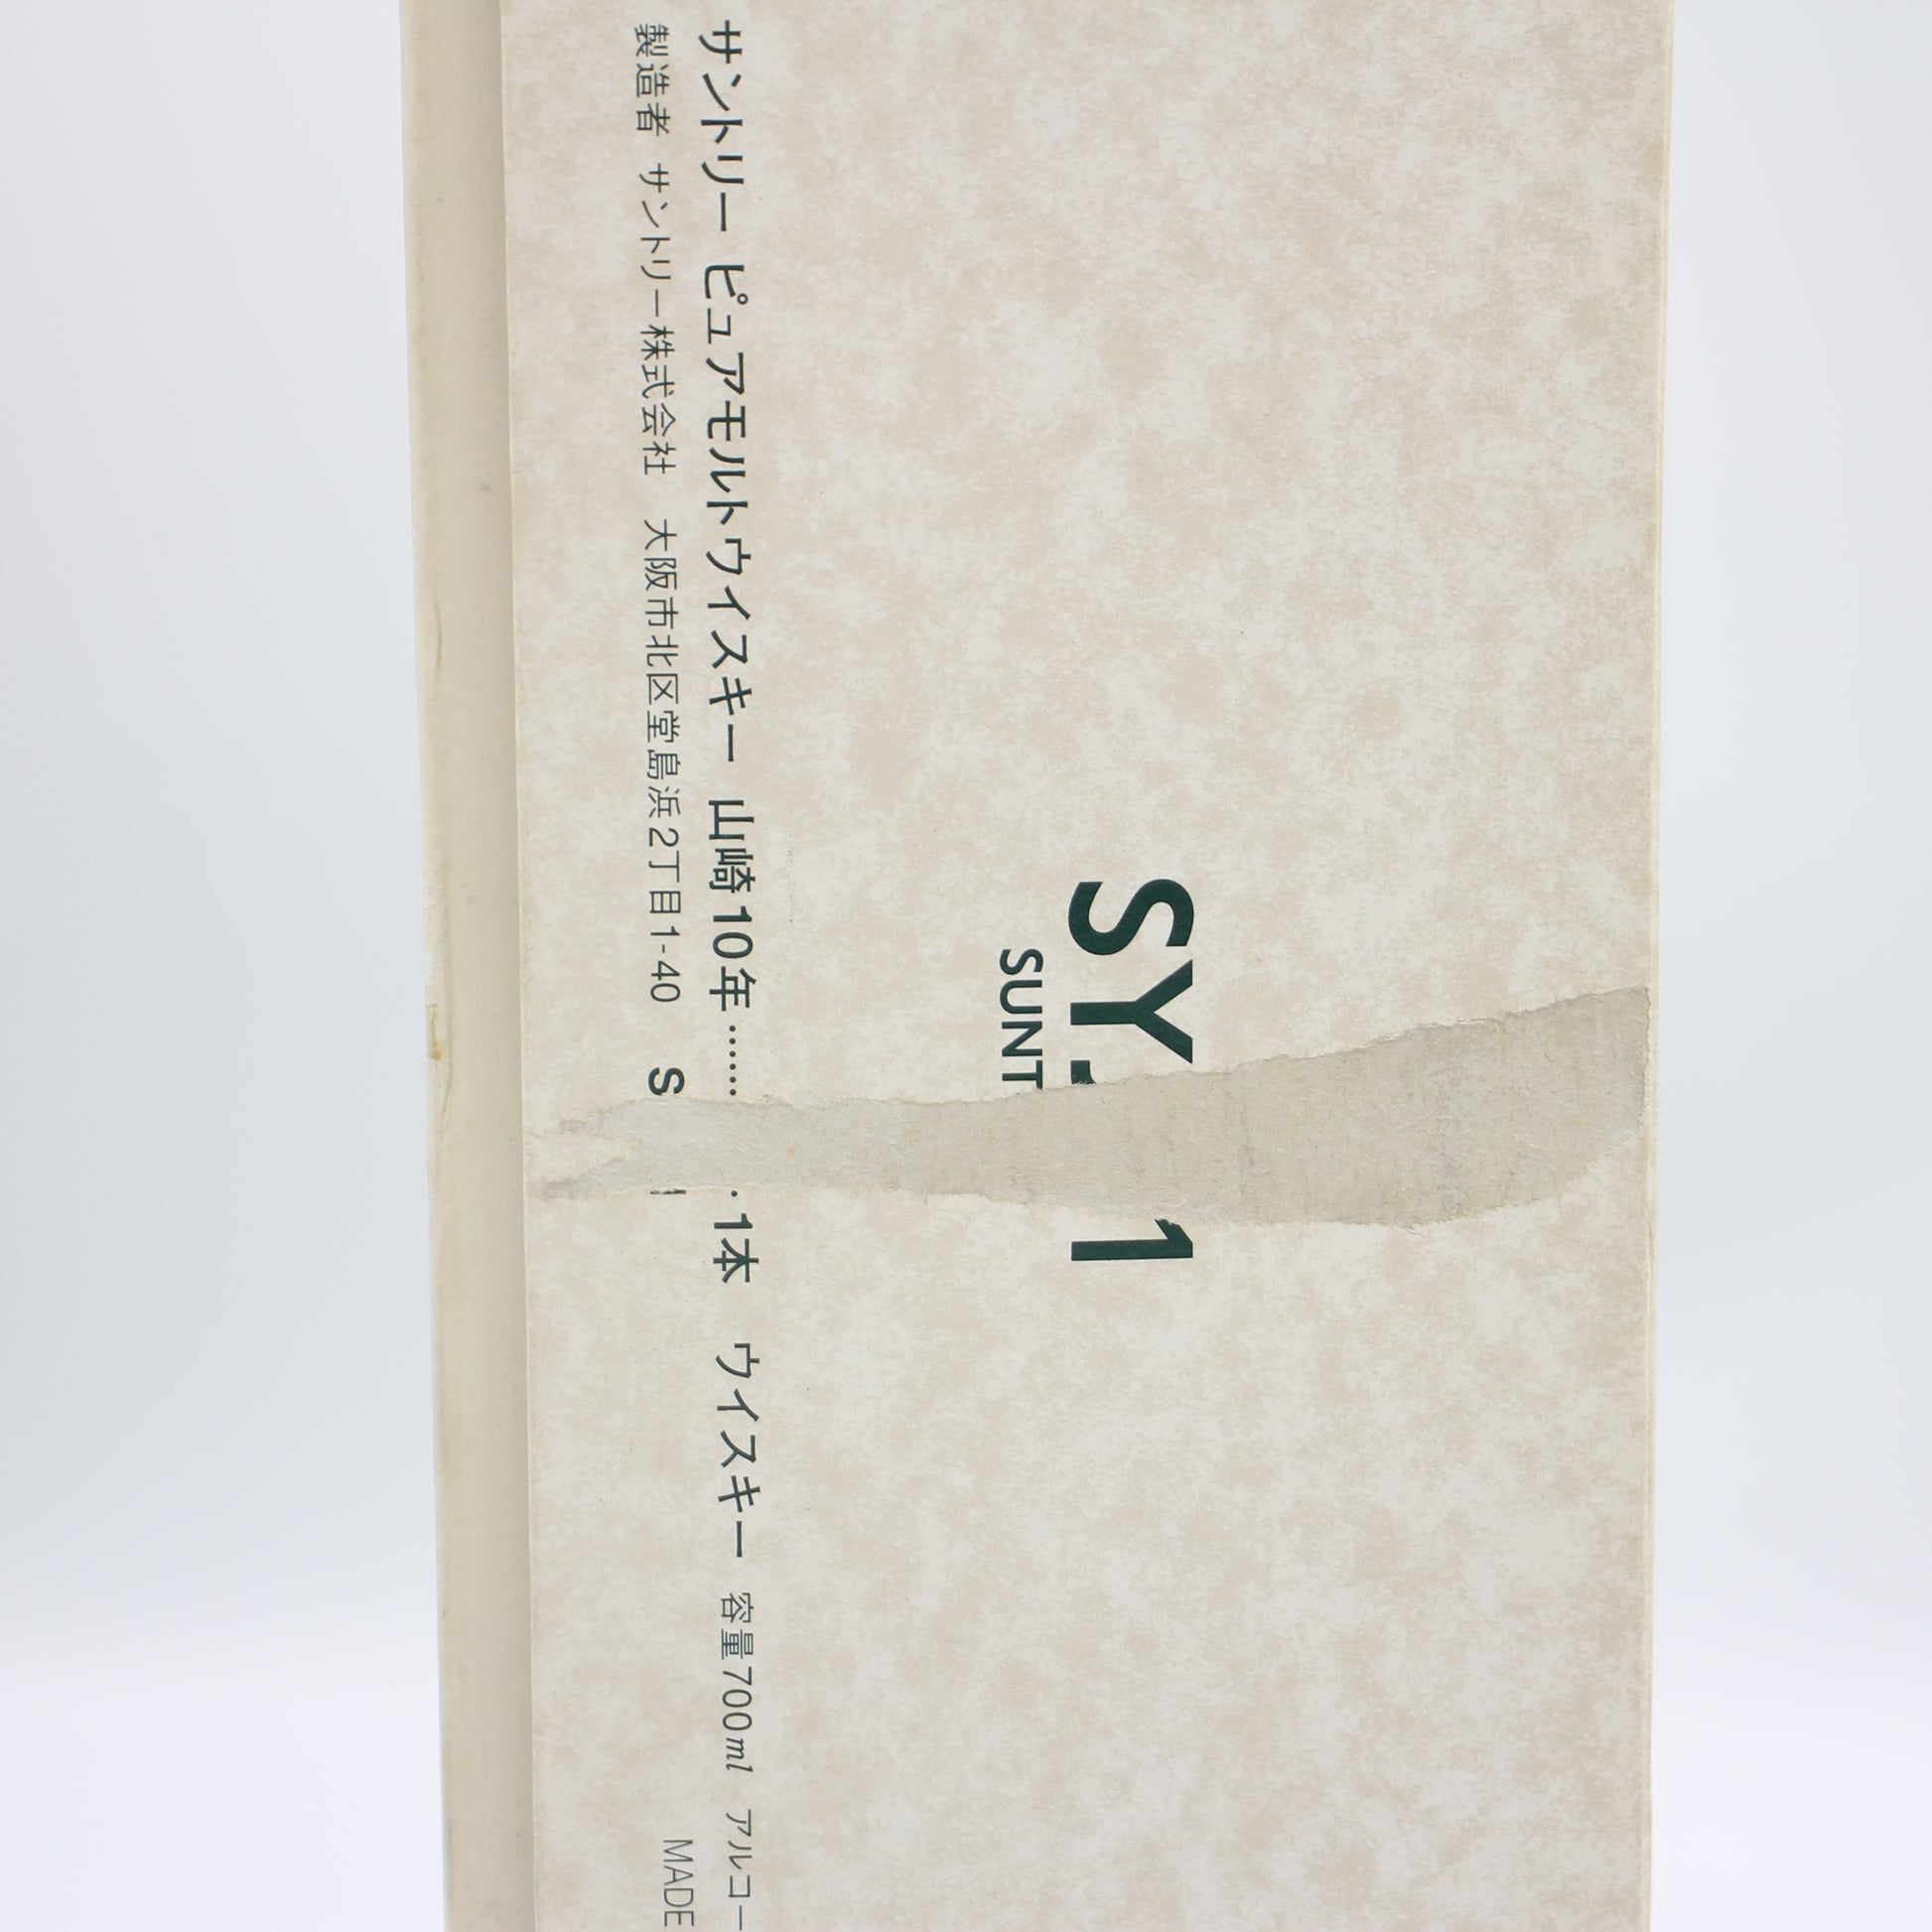 SY
1
SUNT
サントリー ピュアモルトウイスキー 山崎10年…… ·1本 ウイスキー 容量700ml アルコー
製造者 サントリー株式会社 大阪市北区堂島浜2丁目1-40 S
MADE